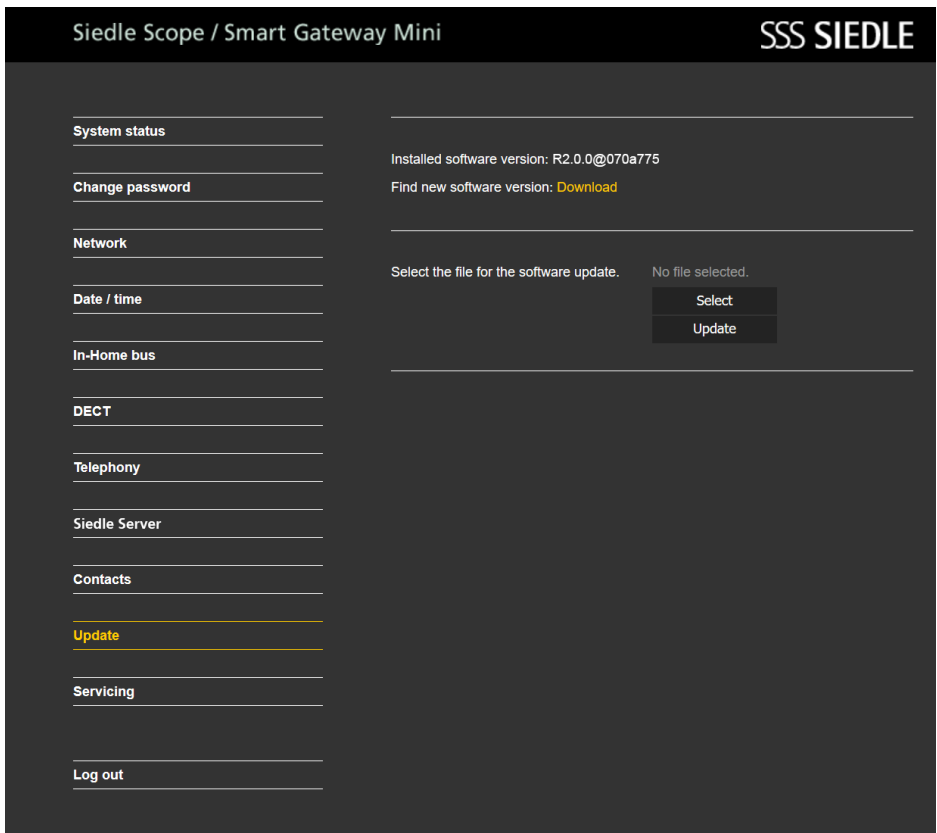 Siedle Scope / Smart Gateway Mini
SSS SIEDLE
System status
Change password
Network
Date / time
In-Home bus
DECT
Telephony
Siedle Server
Contacts
Update
Servicing
Log out
Installed software version: R2.0.0@070a775
Find new software version: Download
Select the file for the software update. No file selected.
Select
Update